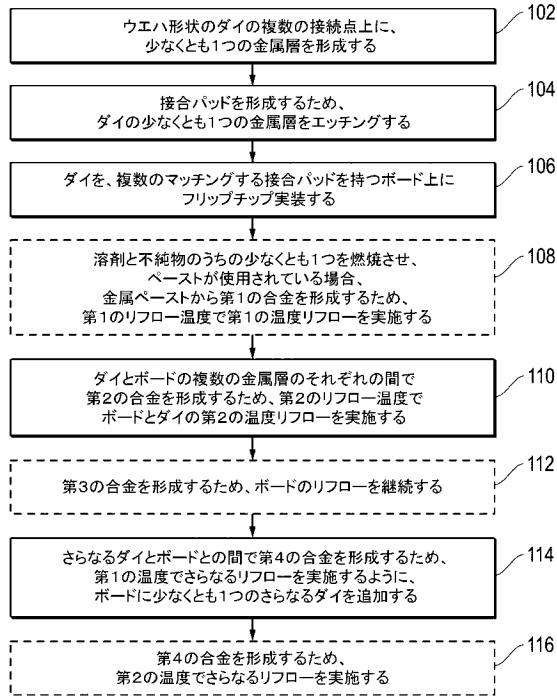 ウエハ形状のダイの複数の接続点上に、
少なくとも1つの金属層を形成する
102
接合パッドを形成するため、
ダイの少なくとも1つの金属層をエッチングする
104
ダイを、複数のマッチングする接合パッドを持つボード上に
フリップチップ実装する
106
溶剤と不純物のうちの少なくとも1つを燃焼させ、
ペーストが使用されている場合、
金属ペーストから第1の合金を形成するため、
第1のリフロー温度で第1の温度リフローを実施する
108
ダイとボードの複数の金属層のそれぞれの間で
第2の合金を形成するため、第2のリフロー温度で
ボードとダイの第2の温度リフローを実施する
110
第3の合金を形成するため、ボードのリフローを継続する
112
さらなるダイとボードとの間で第4の合金を形成するため、
第1の温度でさらなるリフローを実施するように、
ボードに少なくとも1つのさらなるダイを追加する
114
第4の合金を形成するため、
第2の温度でさらなるリフローを実施する
116